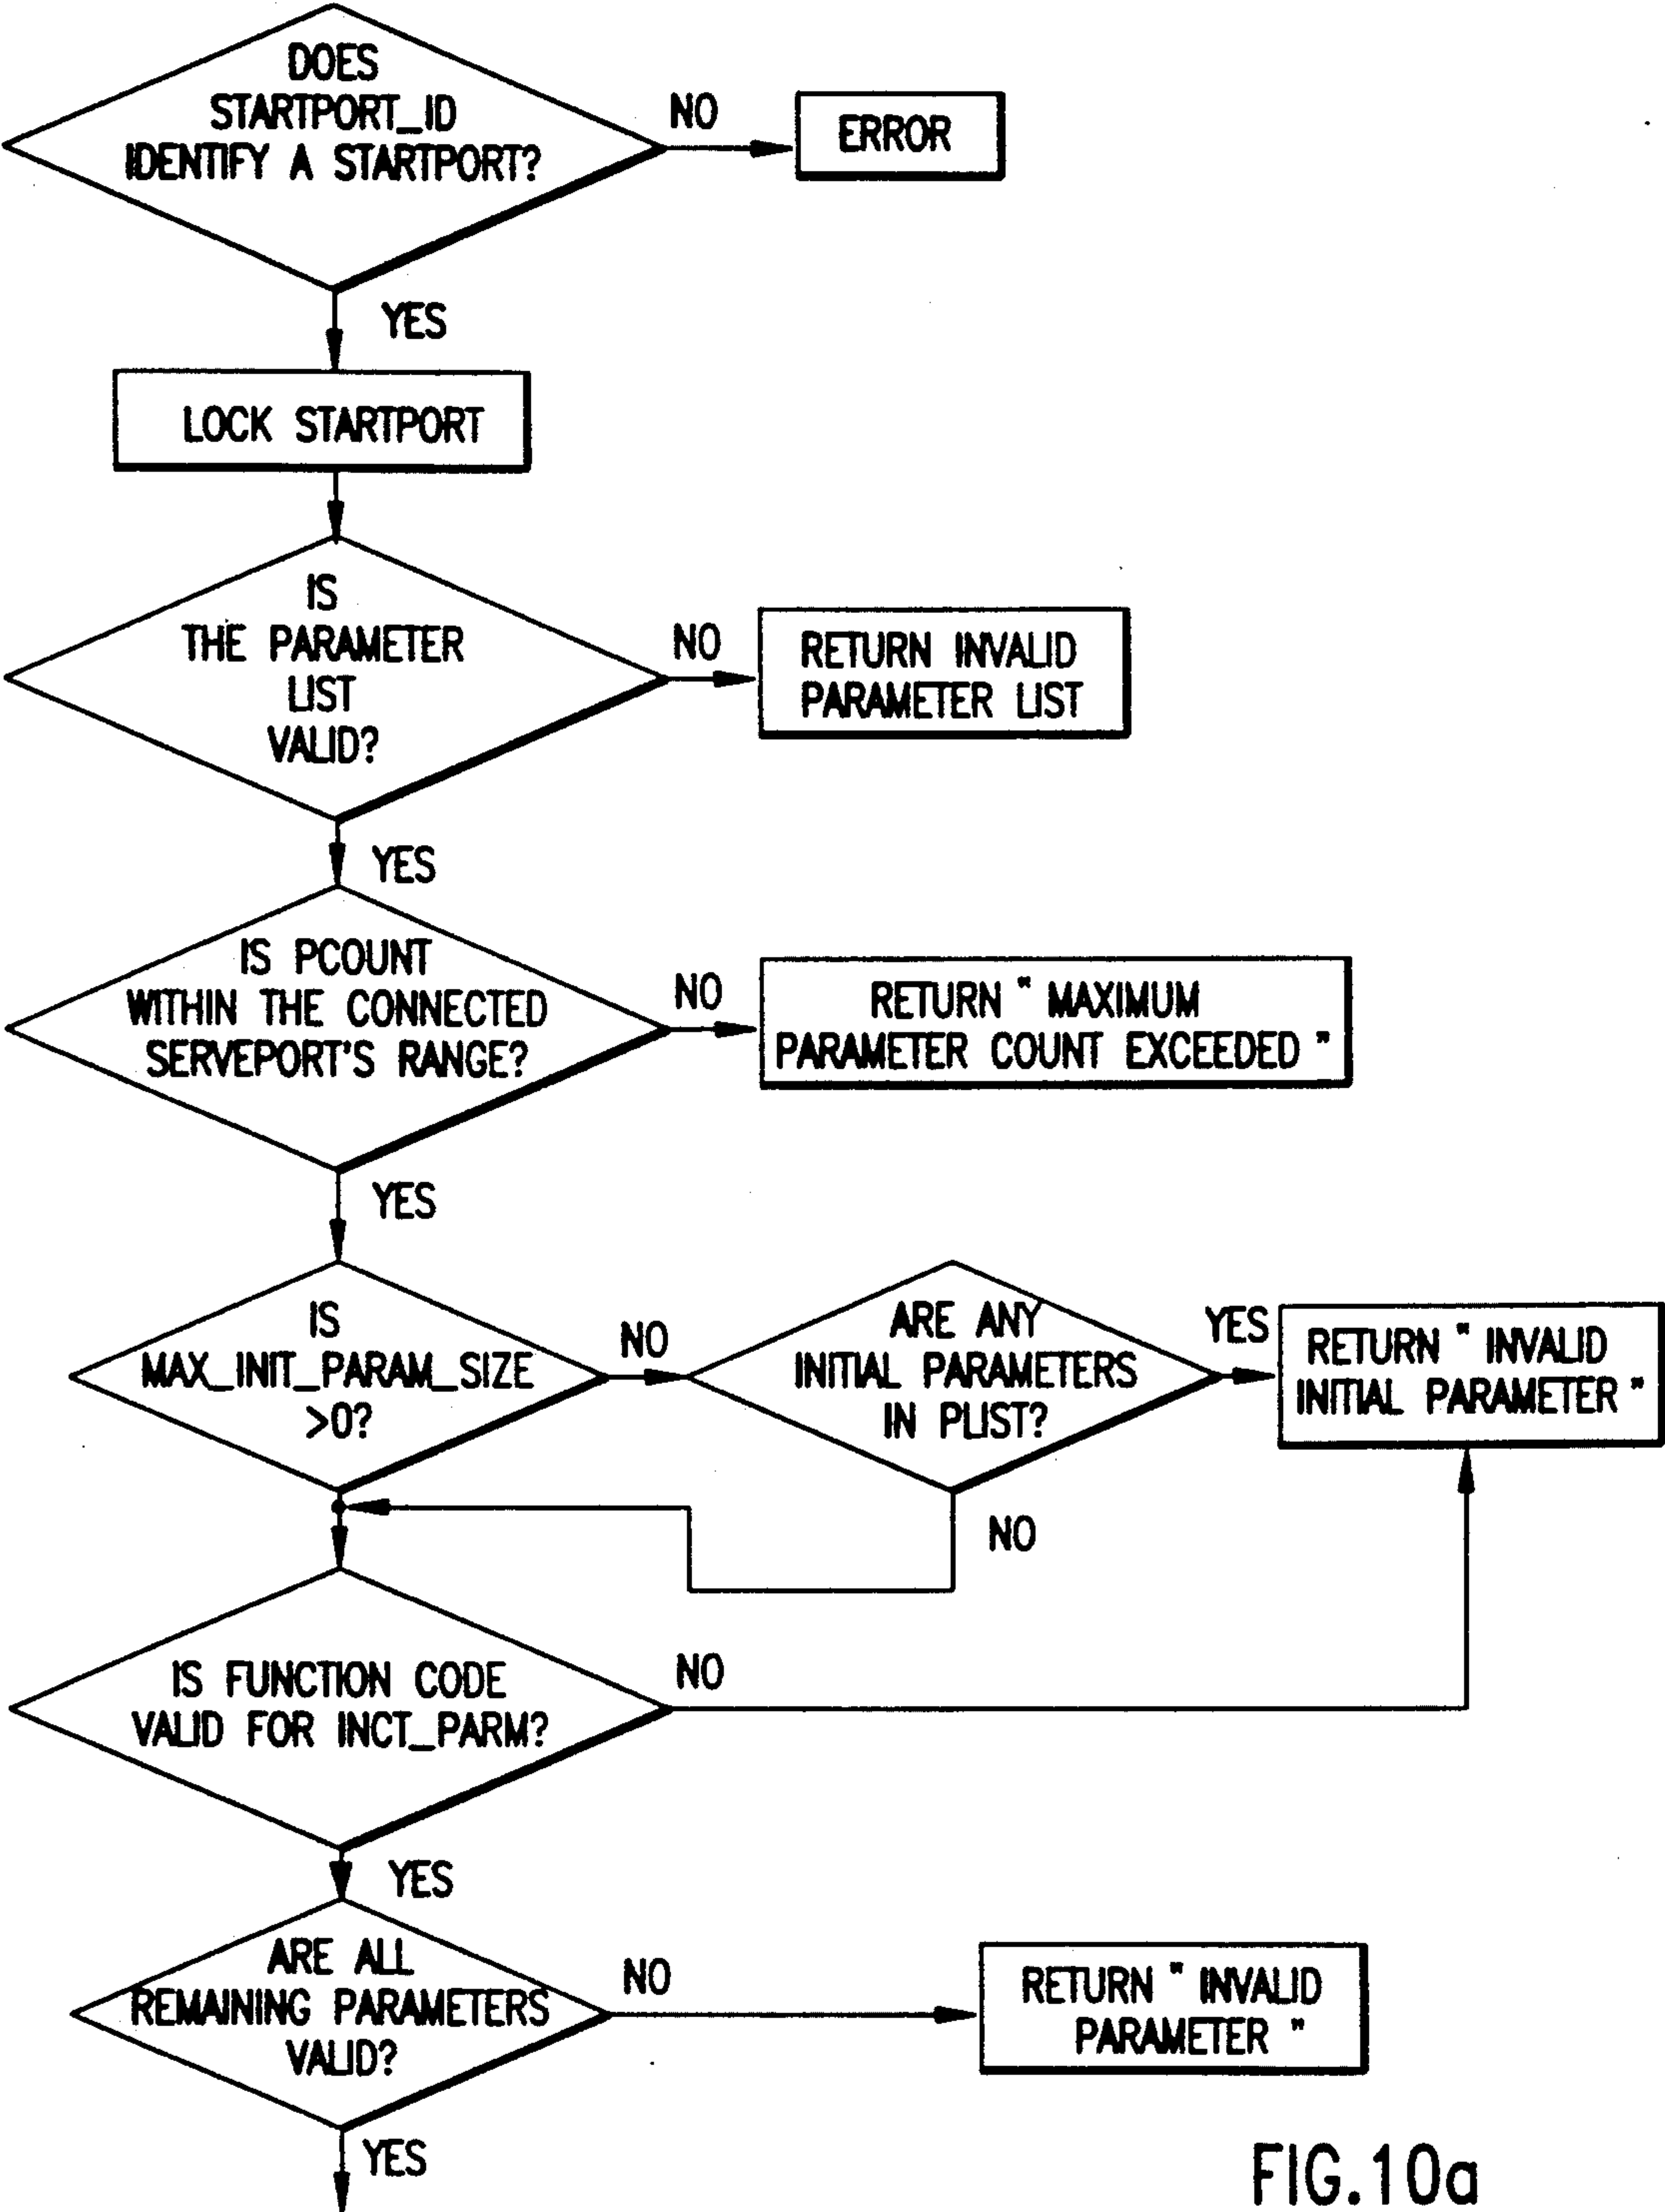 DOES
STARTPORT_ID
IDENTIFY A STARTPORT?
NO
ERROR
YES
LOCK STARTPORT
IS
THE PARAMETER
LIST
VALID?
NO
RETURN INVALID
PARAMETER LIST
YES
IS PCOUNT
WITHIN THE CONNECTED
SERVEPORT'S RANGE?
NO
RETURN " MAXIMUM
PARAMETER COUNT EXCEEDED "
YES
IS
MAX_INIT_PARAM_SIZE
>0?
NO
ARE ANY
INITIAL PARAMETERS
IN PLIST?
YES
RETURN " INVALID
INITIAL PARAMETER "
NO
IS FUNCTION CODE
VALID FOR INCT_PARM?
NO
YES
ARE ALL
REMAINING PARAMETERS
VALID?
NO
RETURN " INVALID
PARAMETER "
YES
FIG.10a